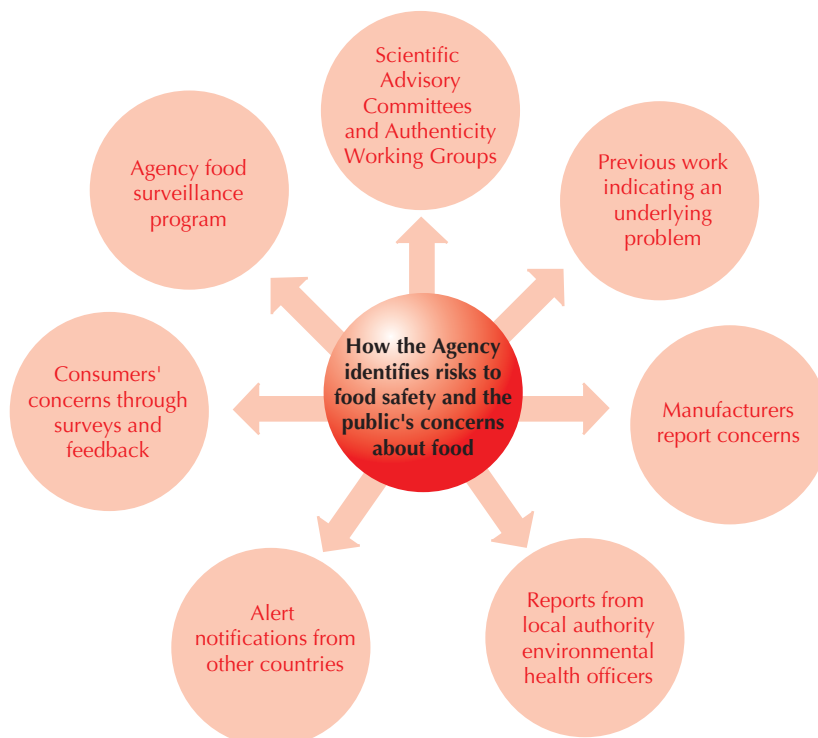 Scientific
Advisory
Committees
and Authenticity
Working Groups
Previous work
indicating an
underlying
problem
Manufacturers
report concerns
Reports from
local authority
environmental
health officers
Alert
notifications from
other countries
Consumers'
concerns through
surveys and
feedback
Agency food
surveillance
program
How the Agency
identifies risks to
food safety and the
public's concerns
about food